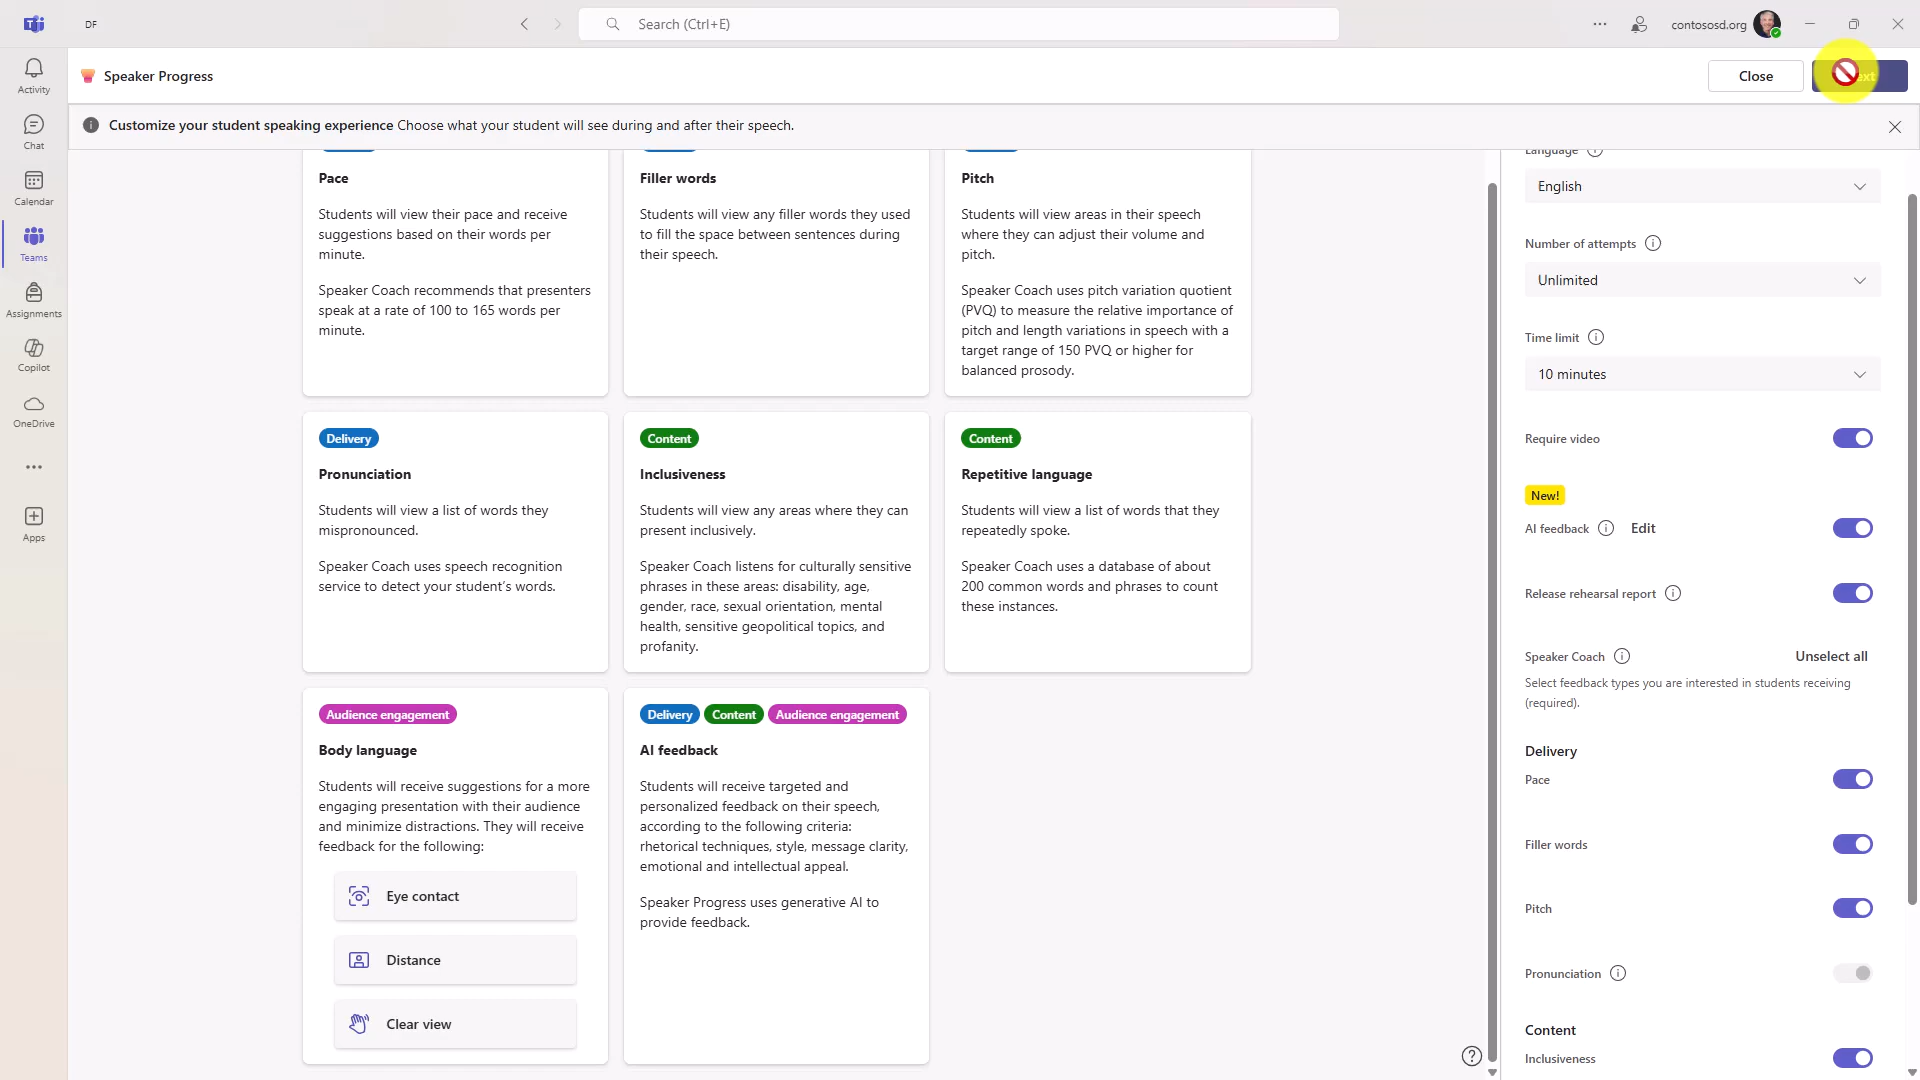 DF
Search (Ctrl+E)
contososd.org
Activity
Chat
Calendar
Teams
Assignments
Copilot
OneDrive
Apps
Speaker Progress
Close
Customize your student speaking experience Choose what your student will see during and after their speech.
Pace
Students will view their pace and receive
suggestions based on their words per
minute.
Speaker Coach recommends that presenters
speak at a rate of 100 to 165 words per
minute.
Filler words
Students will view any filler words they used
to fill the space between sentences during
their speech.
Pitch
Students will view areas in their speech
where they can adjust their volume and
pitch.
Speaker Coach uses pitch variation quotient
(PVQ) to measure the relative importance of
pitch and length variations in speech with a
target range of 150 PVQ or higher for
balanced prosody.
Delivery
Pronunciation
Students will view a list of words they
mispronounced.
Speaker Coach uses speech recognition
service to detect your student's words.
Content
Inclusiveness
Students will view any areas where they can
present inclusively.
Speaker Coach listens for culturally sensitive
phrases in these areas: disability, age,
gender, race, sexual orientation, mental
health, sensitive geopolitical topics, and
profanity.
Content
Repetitive language
Students will view a list of words that they
repeatedly spoke.
Speaker Coach uses a database of about
200 common words and phrases to count
these instances.
Audience engagement
Body language
Students will receive suggestions for a more
engaging presentation with their audience
and minimize distractions. They will receive
feedback for the following:
Eye contact
Distance
Clear view
Delivery Content Audience engagement
AI feedback
Students will receive targeted and
personalized feedback on their speech,
according to the following criteria:
rhetorical techniques, style, message clarity,
emotional and intellectual appeal.
Speaker Progress uses generative AI to
provide feedback.
Language
English
Number of attempts
Unlimited
Time limit
10 minutes
Require video
New!
AI feedback Edit
Release rehearsal report
Speaker Coach Unselect all
Select feedback types you are interested in students receiving
(required).
Delivery
Pace
Filler words
Pitch
Pronunciation
Content
Inclusiveness